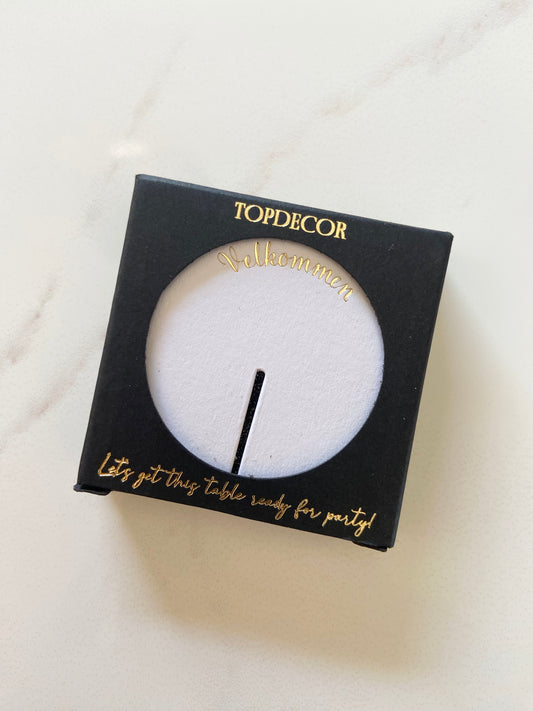 TOPDECOR
Velkommen
Let's get this table ready for party!